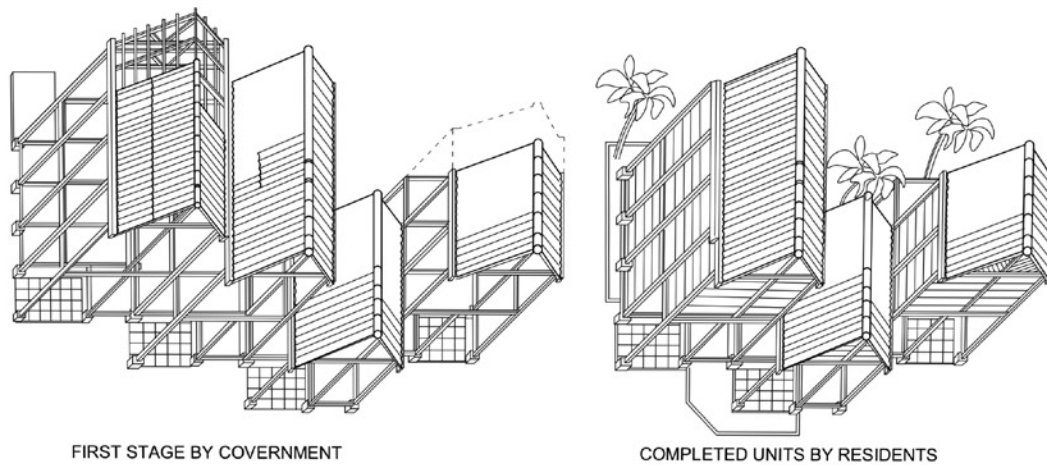 FIRST STAGE BY COVERNMENT
COMPLETED UNITS BY RESIDENTS